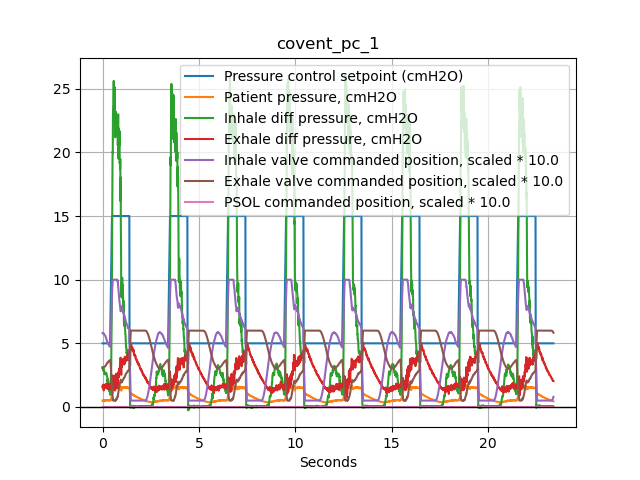 covent_pc_1
Pressure control setpoint (cmH2O)
Patient pressure, cmH2O
Inhale diff pressure, cmH2O
Exhale diff pressure, cmH2O
Inhale valve commanded position, scaled * 10.0
Exhale valve commanded position, scaled * 10.0
PSOL commanded position, scaled * 10.0
25
20
15
10
5
0
0 5 10 15 20
Seconds